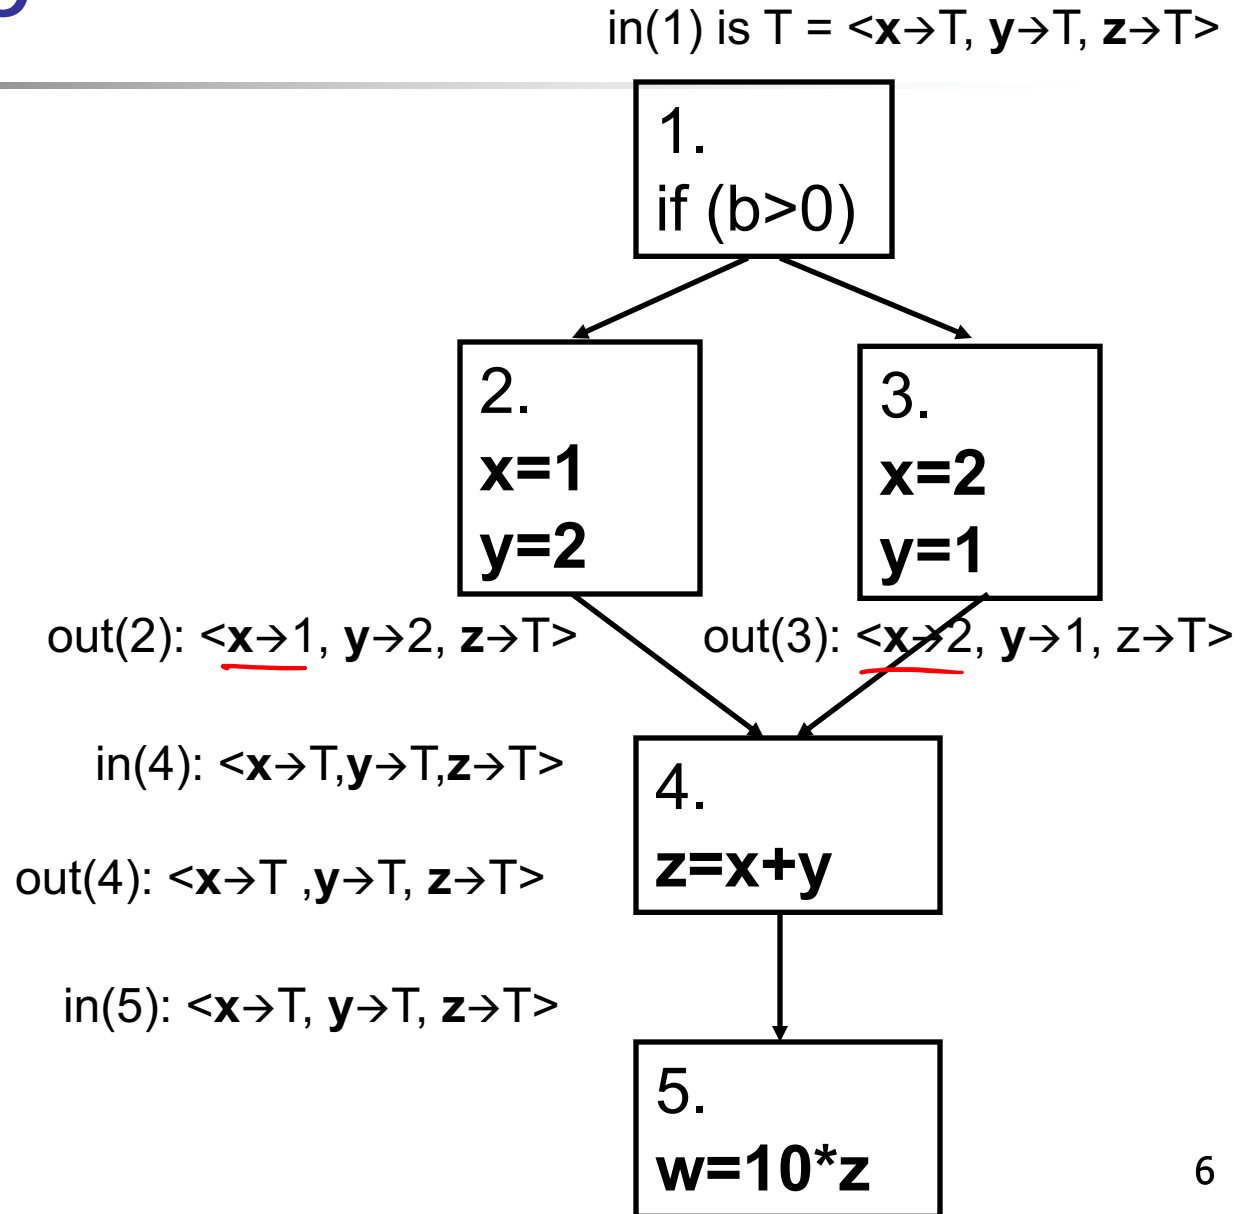 in(1) is T = <x→T, y→T, z→T>
1.
if (b>0)
2.
x=1
y=2
3.
x=2
y=1
out(2): <x→1, y→2, z→T>
out(3): <x→2, y→1, z→T>
in(4): <x→T,y→T,z→T>
4.
z=x+y
out(4): <x→T ,y→T, z→T>
in(5): <x→T, y→T, z→T>
5.
w=10*z
6